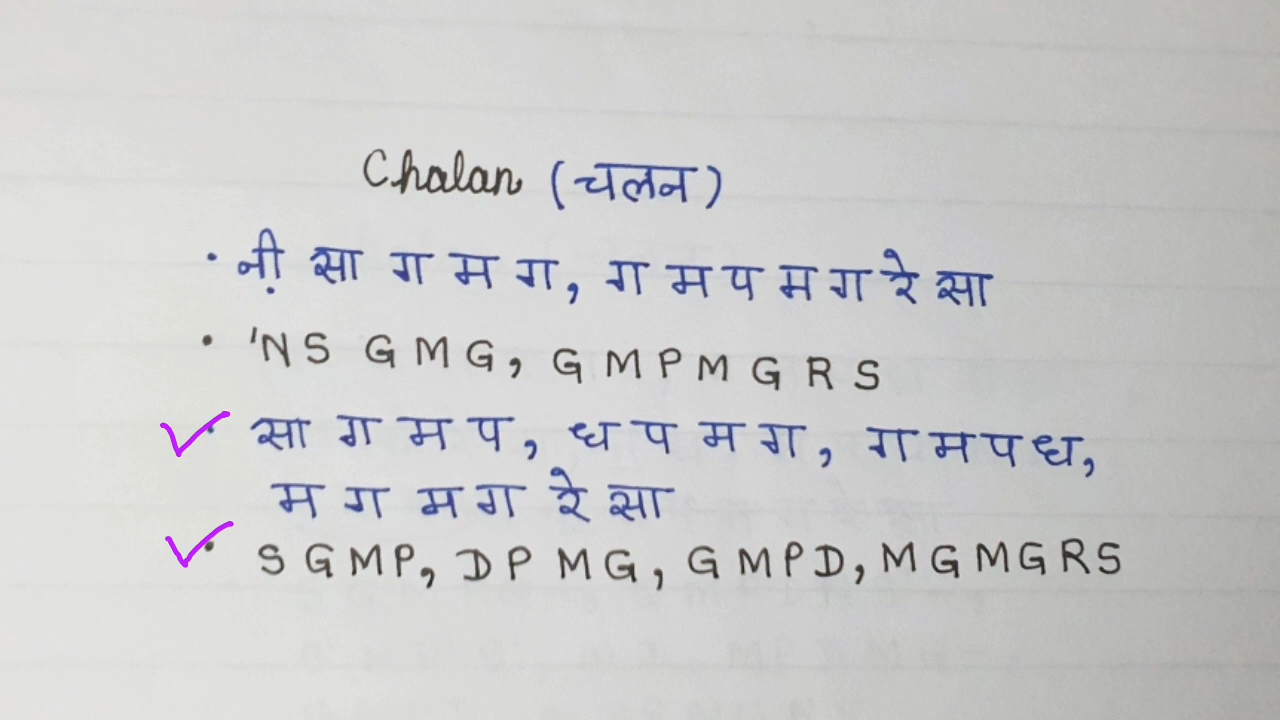 Chalan (चलन)
• ऩी सा ग म ग, ग म प म ग रे सा
• 'N S G M G, G M P M G R S
• सा ग म प, ध प म ग, ग म प ध,
म ग म ग रे सा
• S G M P, D P M G, G M P D, M G M G R S